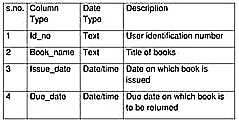 s.no. Column Type Date Type Description
1 Id_no Text User identification number
2 Book_name Text Title of books
3 Issue_date Date/time Date on which book is issued
4 Due_date Date/time Due date on which book is to be returned